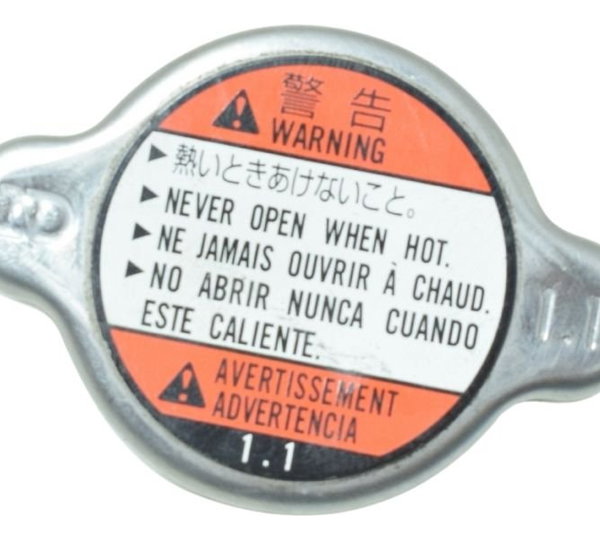 警告
WARNING
▶熱いときあけないこと。
▶NEVER OPEN WHEN HOT.
▶NE JAMAIS OUVRIR À CHAUD.
▶NO ABRIR NUNCA CUANDO
ESTE CALIENTE.
AVERTISSEMENT
ADVERTENCIA
1.1